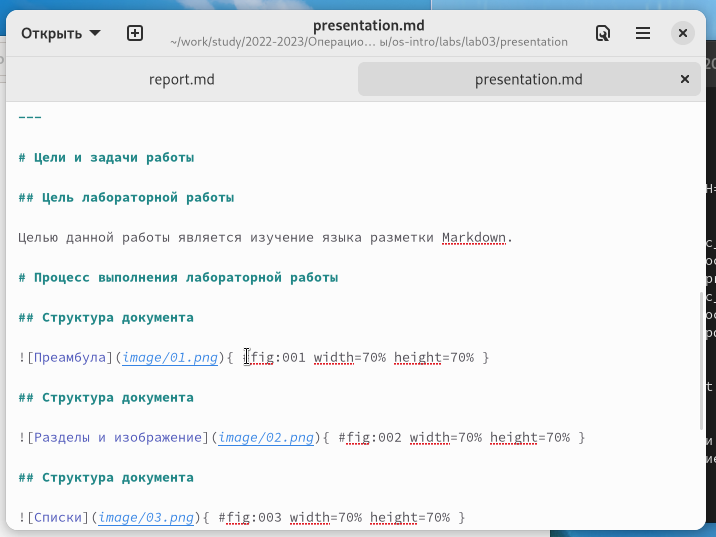 Открыть
presentation.md
~/work/study/2022-2023/Операцио… ы/os-intro/labs/lab03/presentation
report.md
presentation.md
---
# Цели и задачи работы
## Цель лабораторной работы
Целью данной работы является изучение языка разметки Markdown.
# Процесс выполнения лабораторной работы
## Структура документа
![Преамбула](image/01.png){ #fig:001 width=70% height=70% }
## Структура документа
![Разделы и изображение](image/02.png){ #fig:002 width=70% height=70% }
## Структура документа
![Списки](image/03.png){ #fig:003 width=70% height=70% }